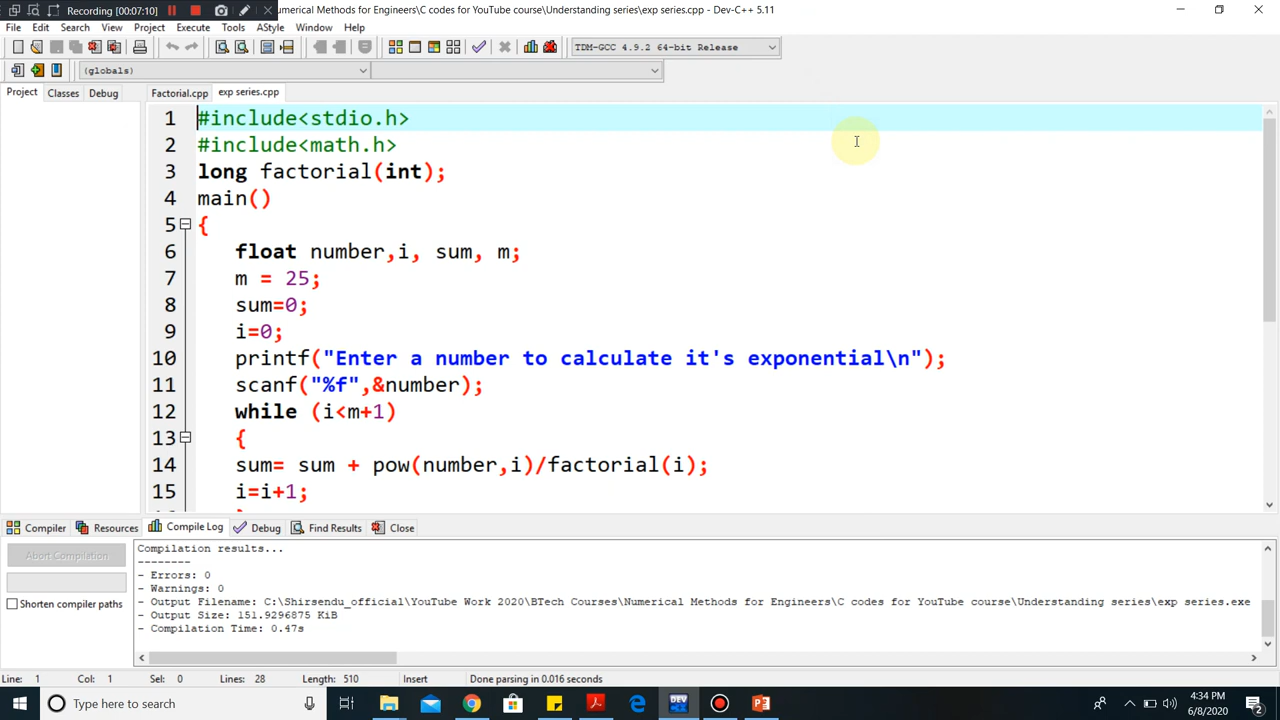 Recording [00:07:10]
umerical Methods for Engineers\C codes for YouTube course\Understanding series\exp series.cpp - Dev-C++ 5.11
File Edit Search View Project Execute Tools AStyle Window Help
TDM-GCC 4.9.2 64-bit Release
(globals)
Project Classes Debug Factorial.cpp exp series.cpp
1 #include<stdio.h>
2 #include<math.h>
3 long factorial(int);
4 main()
5 {
6 float number,i, sum, m;
7 m = 25;
8 sum=0;
9 i=0;
10 printf("Enter a number to calculate it's exponential\n");
11 scanf("%f",&number);
12 while (i<m+1)
13 {
14 sum= sum + pow(number,i)/factorial(i);
15 i=i+1;
Compiler Resources Compile Log Debug Find Results Close
Abort Compilation
Shorten compiler paths
Compilation results...
--------
- Errors: 0
- Warnings: 0
- Output Filename: C:\Shirsendu_official\YouTube Work 2020\BTech Courses\Numerical Methods for Engineers\C codes for YouTube course\Understanding series\exp series.exe
- Output Size: 151.9296875 KiB
- Compilation Time: 0.47s
Line: 1 Col: 1 Sel: 0 Lines: 28 Length: 510 Insert Done parsing in 0.016 seconds
Type here to search
DEV
4:34 PM
6/8/2020
2